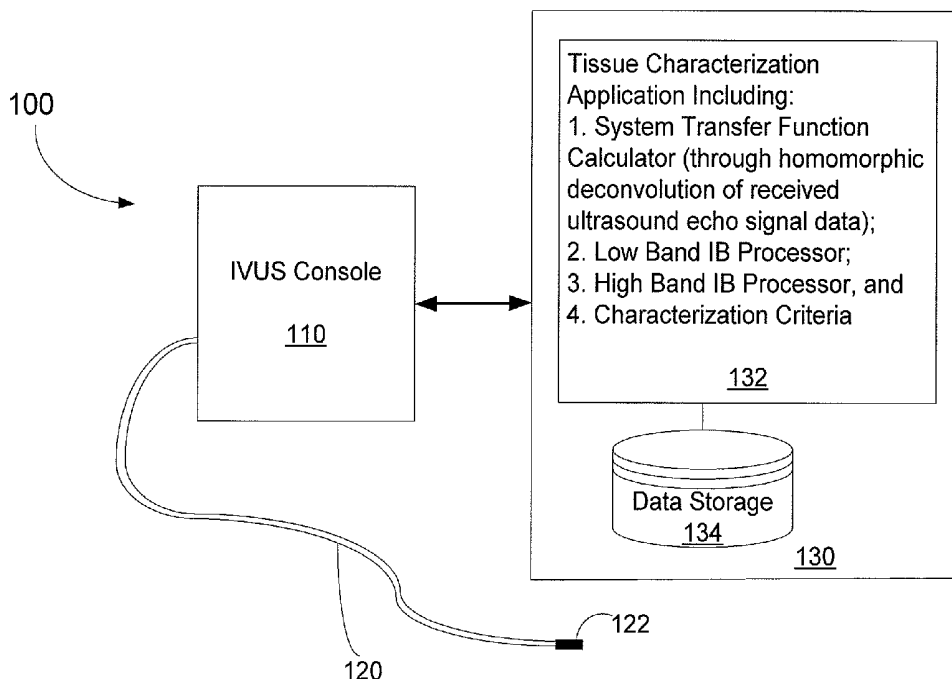 100
IVUS Console
110
Tissue Characterization
Application Including:
1. System Transfer Function
Calculator (through homomorphic
deconvolution of received
ultrasound echo signal data);
2. Low Band IB Processor;
3. High Band IB Processor, and
4. Characterization Criteria
132
Data Storage
134
130
122
120